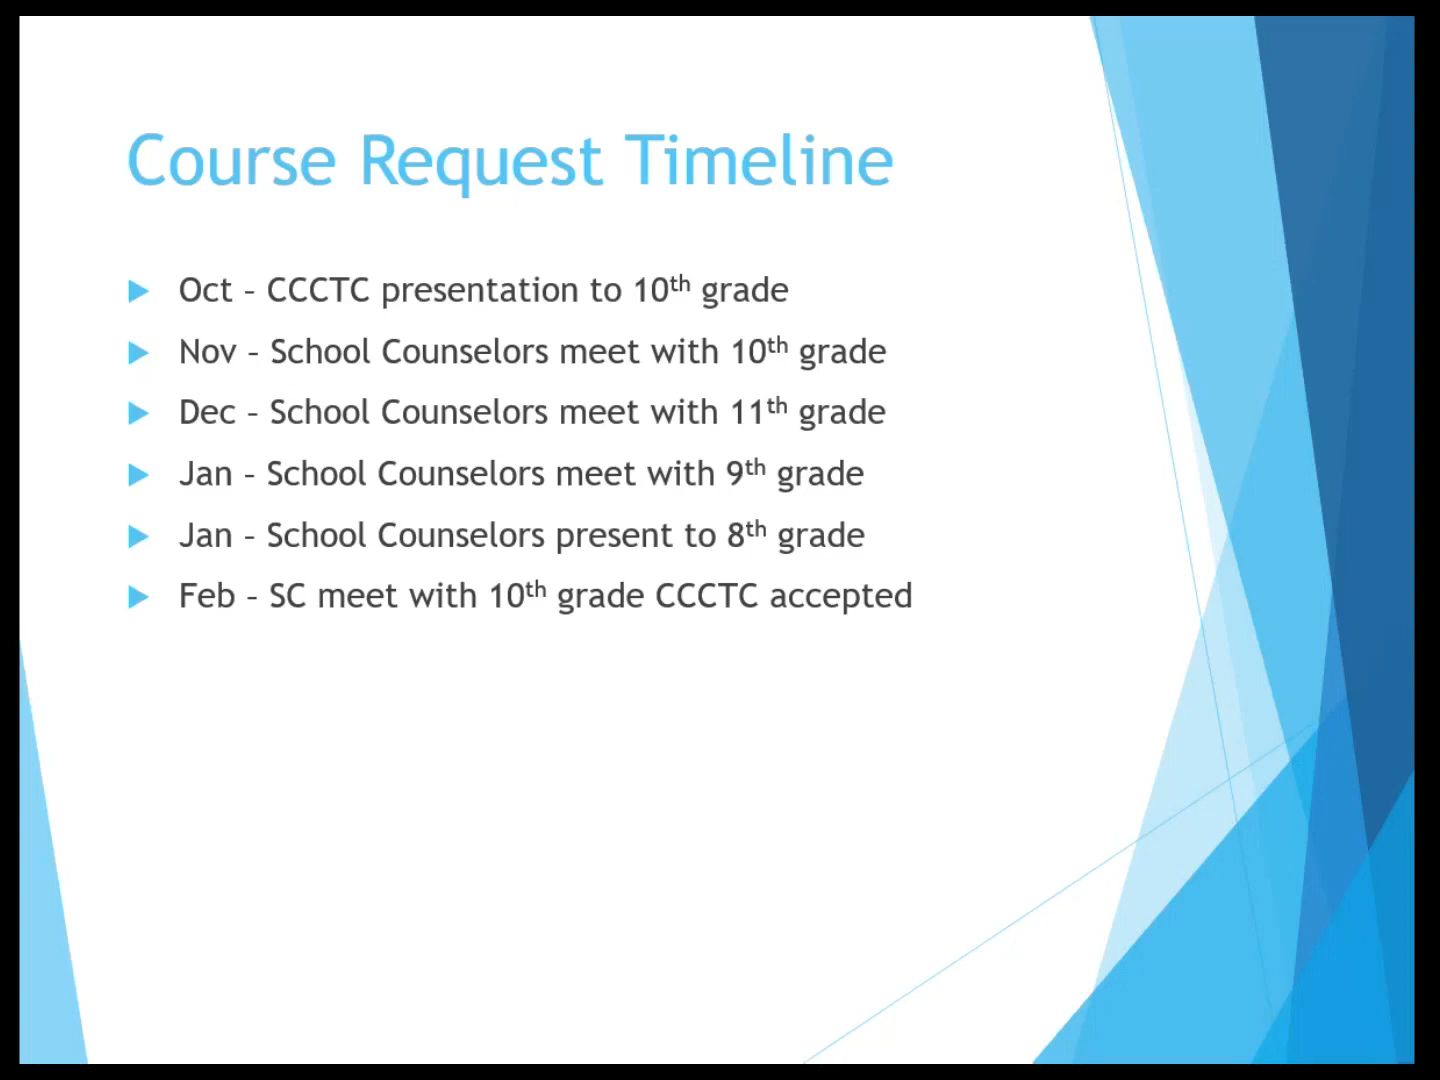 Course Request Timeline
Oct – CCCTC presentation to 10th grade
Nov – School Counselors meet with 10th grade
Dec – School Counselors meet with 11th grade
Jan – School Counselors meet with 9th grade
Jan – School Counselors present to 8th grade
Feb – SC meet with 10th grade CCCTC accepted